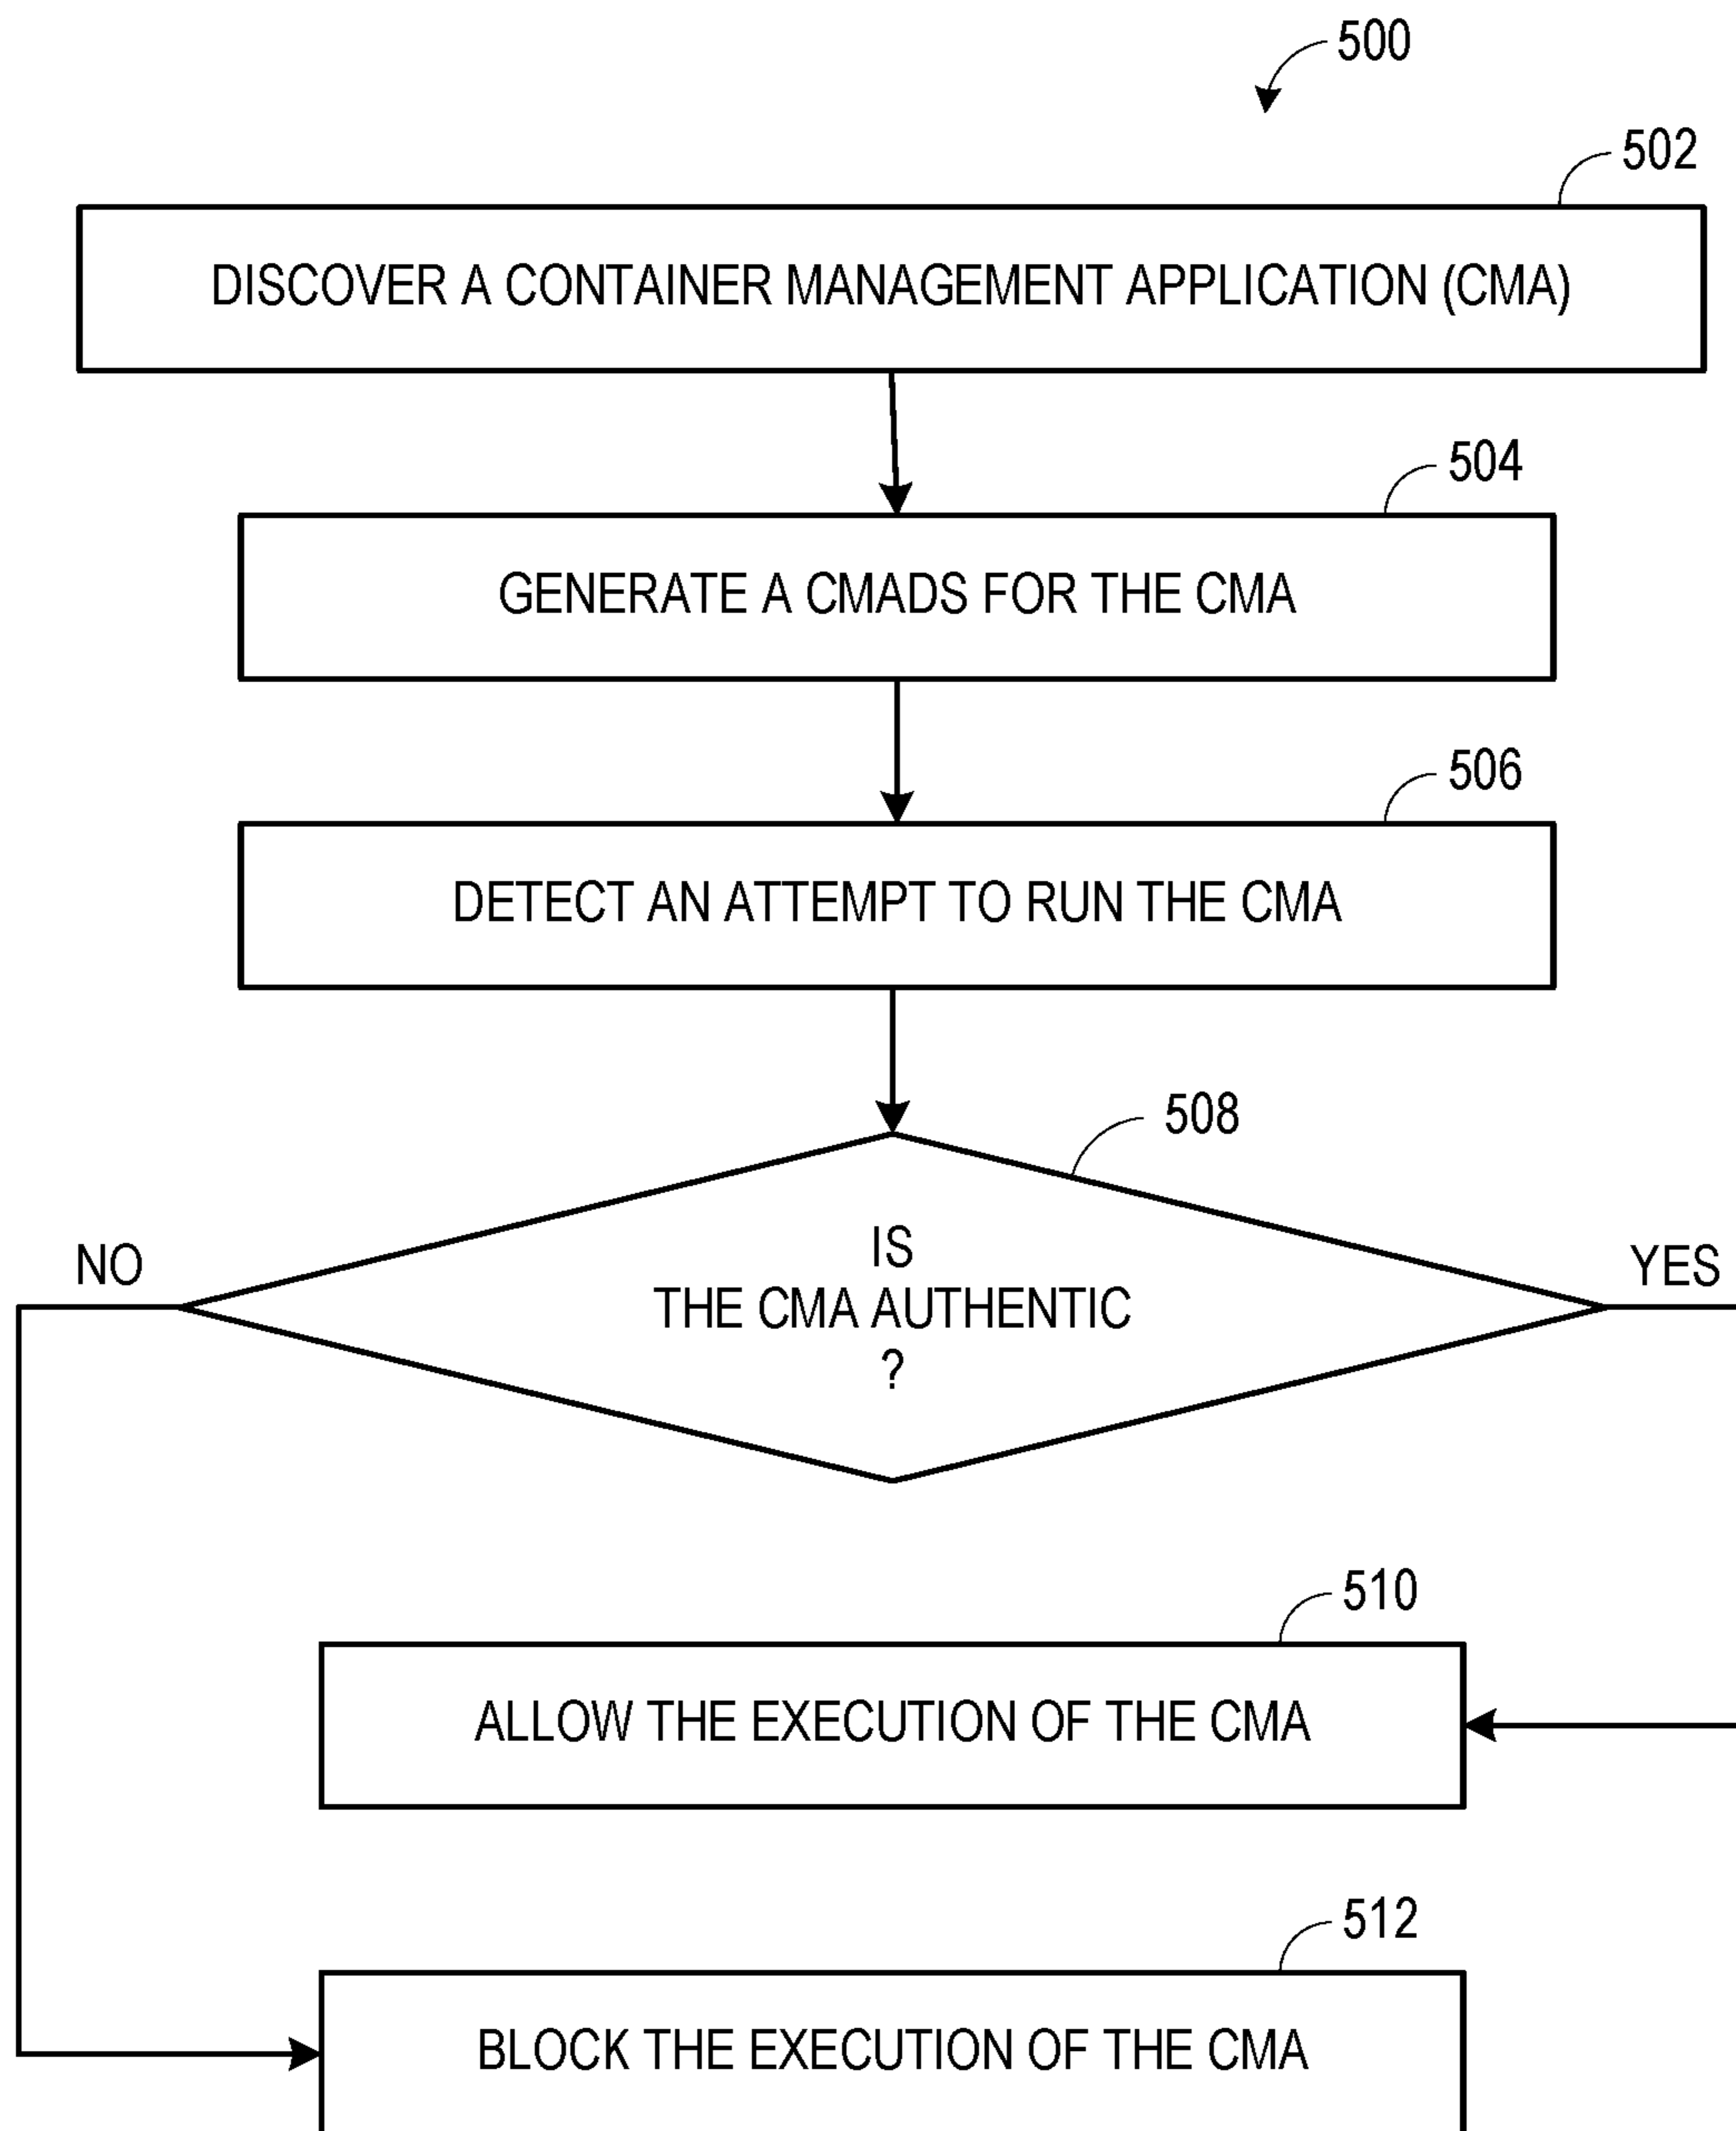 500
502
DISCOVER A CONTAINER MANAGEMENT APPLICATION (CMA)
504
GENERATE A CMADS FOR THE CMA
506
DETECT AN ATTEMPT TO RUN THE CMA
508
NO
YES
IS
THE CMA AUTHENTIC
?
510
ALLOW THE EXECUTION OF THE CMA
512
BLOCK THE EXECUTION OF THE CMA